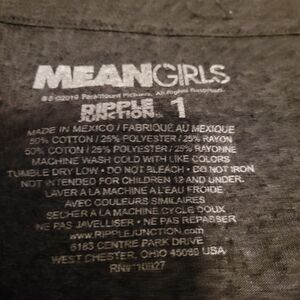 MEANGIRLS
® & ©2019 Paramount Pictures. All Rights Reserved.
RIPPLE JUNCTION 1
MADE IN MEXICO / FABRIQUE AU MEXIQUE
50% COTTON / 25% POLYESTER / 25% RAYON
50% COTTON / 25% POLYESTER / 25% RAYONNE
MACHINE WASH COLD WITH LIKE COLORS
TUMBLE DRY LOW • DO NOT BLEACH • DO NOT IRON
NOT INTENDED FOR CHILDREN 12 AND UNDER.
LAVER A LA MACHINE A L'EAU FROIDE
AVEC COULEURS SIMILAIRES
SECHER A LA MACHINE CYCLE DOUX
NE PAS JAVELLISER • NE PAS REPASSER
WWW.RIPPLEJUNCTION.COM
6183 CENTRE PARK DRIVE
WEST CHESTER, OHIO 45069 USA